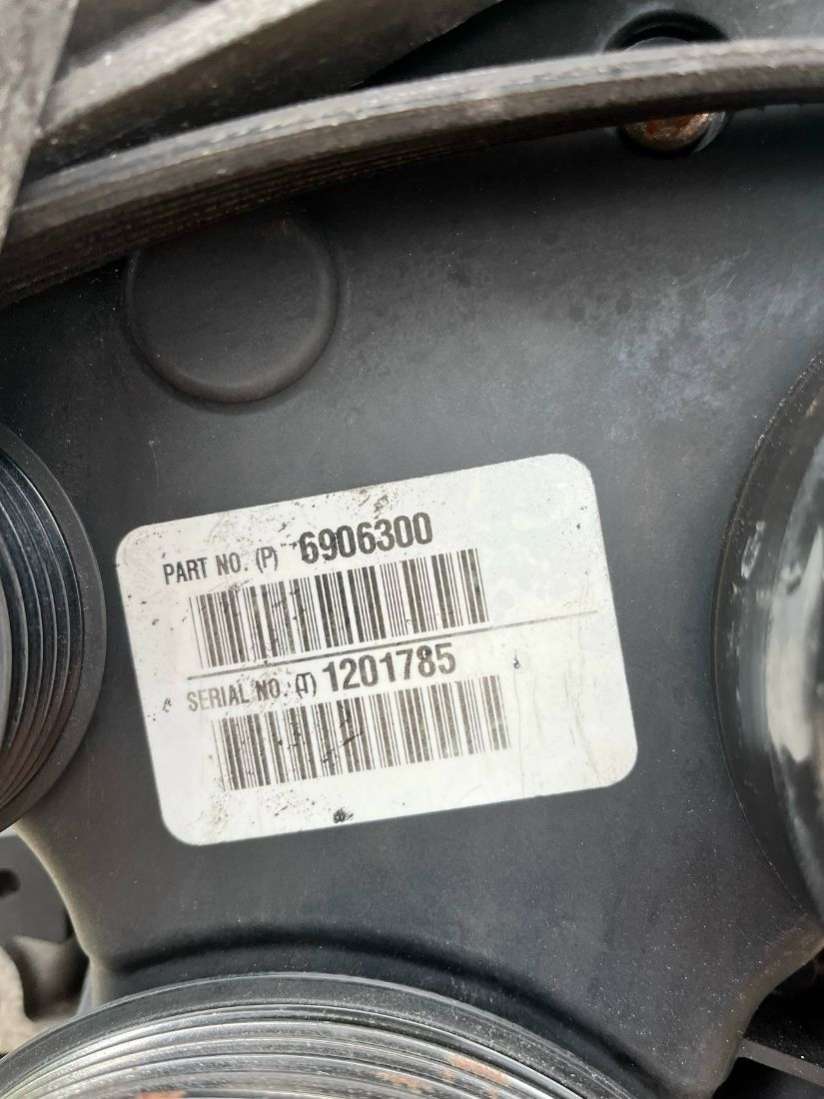 PART NO. (P) 6906300
SERIAL NO. (T) 1201785